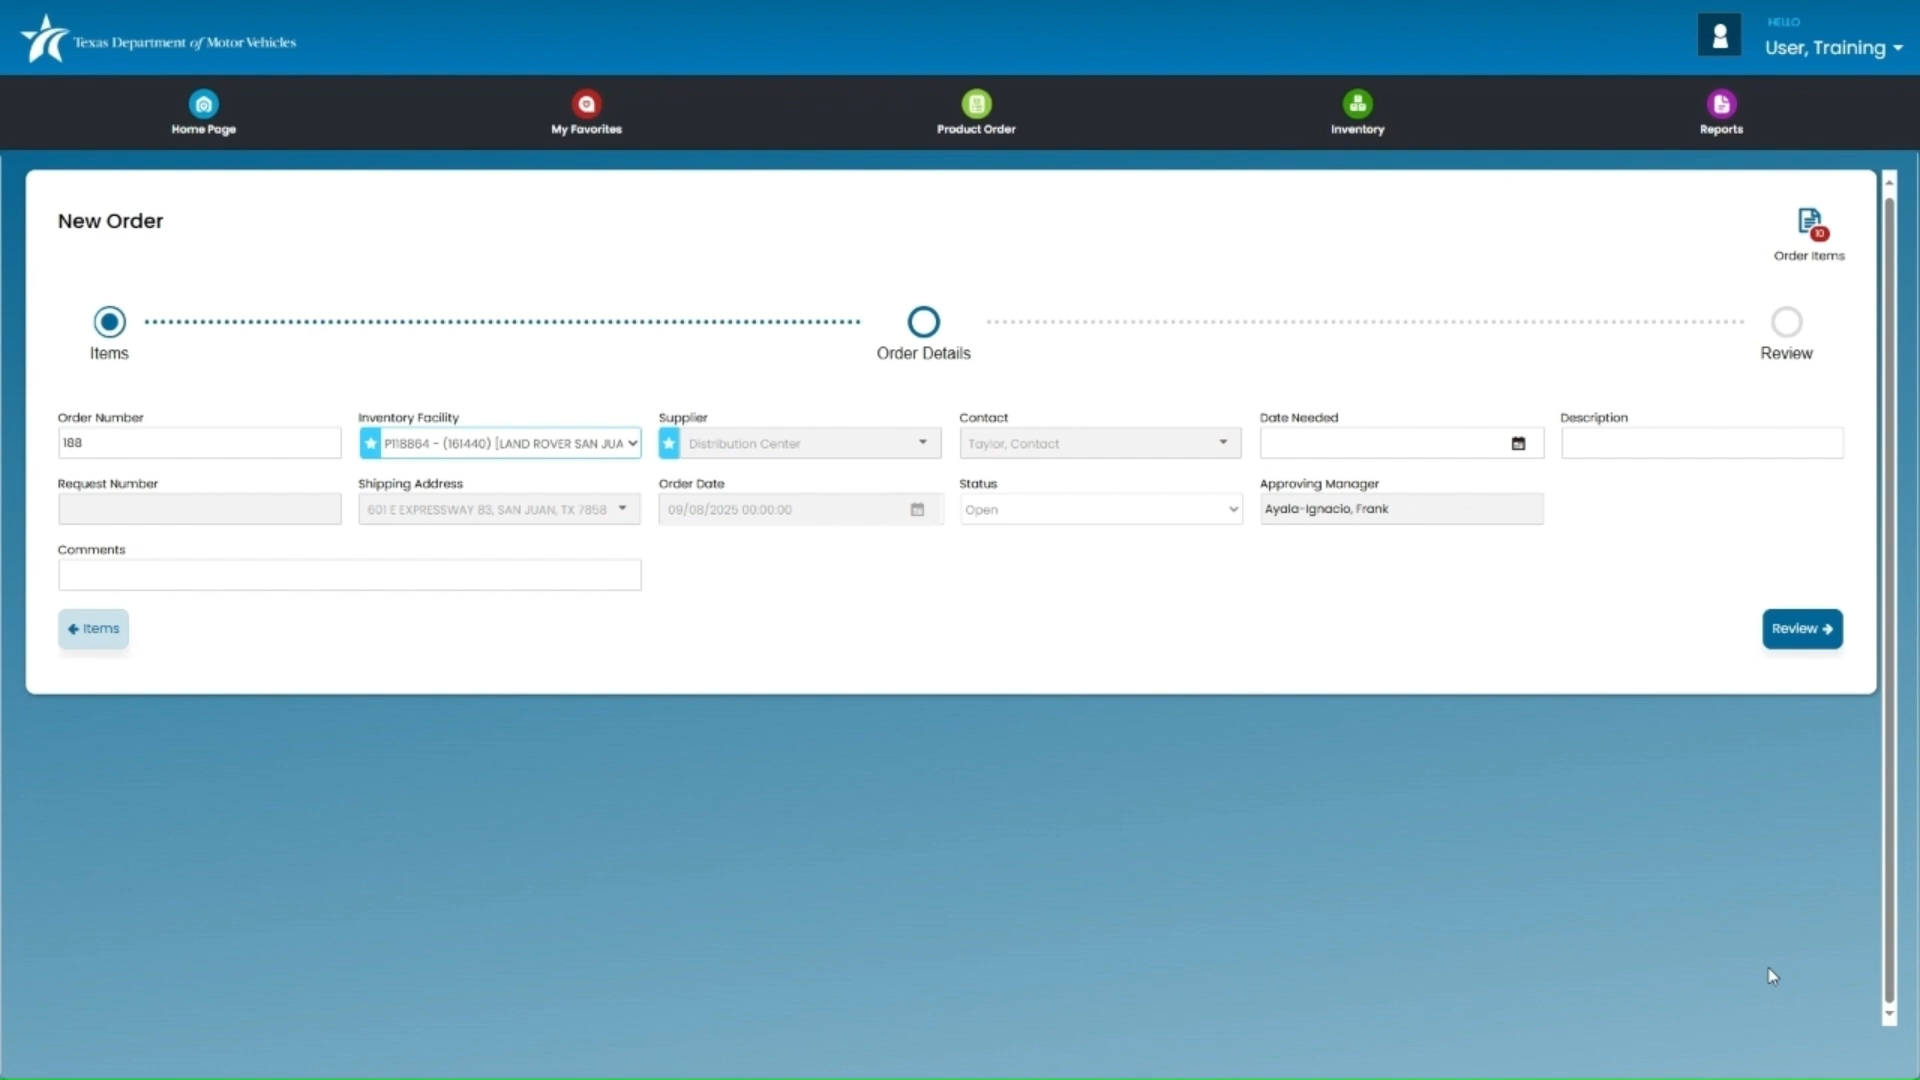 Texas Department of Motor Vehicles
HELLO
User, Training
Home Page
My Favorites
Product Order
Inventory
Reports
New Order
10
Order Items
Items
Order Details
Review
Order Number
Inventory Facility
Supplier
Contact
Date Needed
Description
188
P118864 - (161440) [LAND ROVER SAN JUA
Distribution Center
Taylor, Contact
Request Number
Shipping Address
Order Date
Status
Approving Manager
601 E EXPRESSWAY 83, SAN JUAN, TX 7858
09/08/2025 00:00:00
Open
Ayala-Ignacio, Frank
Comments
Items
Review